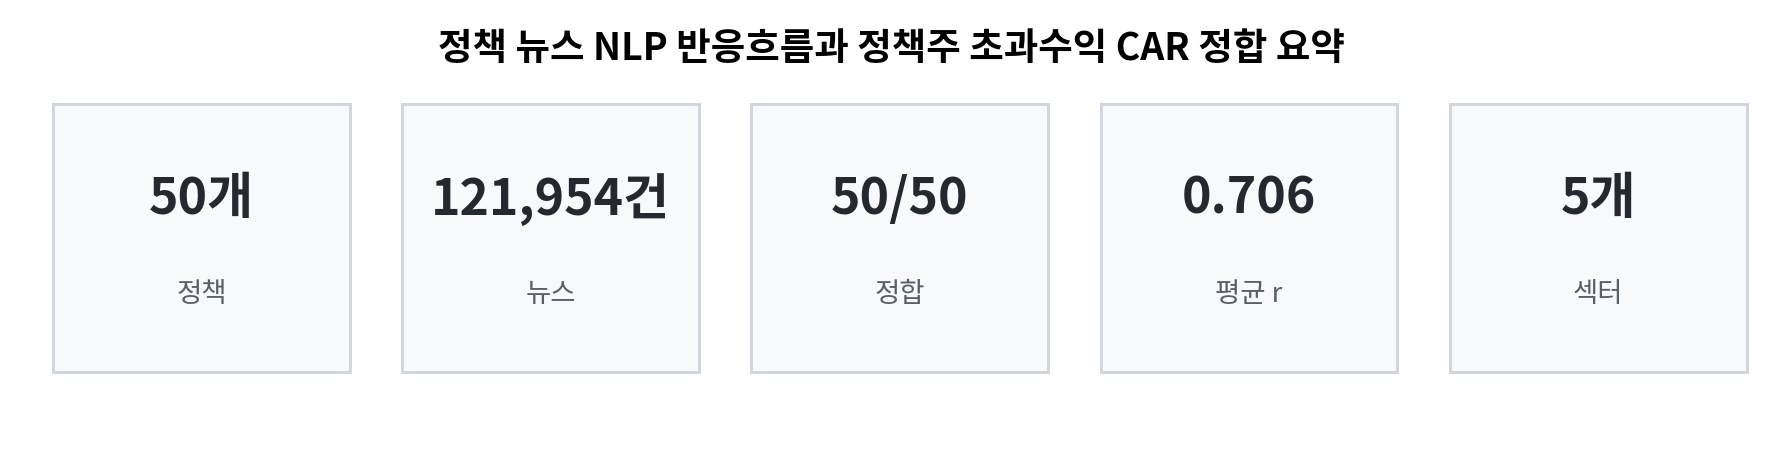 정책 뉴스 NLP 반응흐름과 정책주 초과수익 CAR 정합 요약
50개
정책
121,954건
뉴스
50/50
정합
0.706
평균 r
5개
섹터